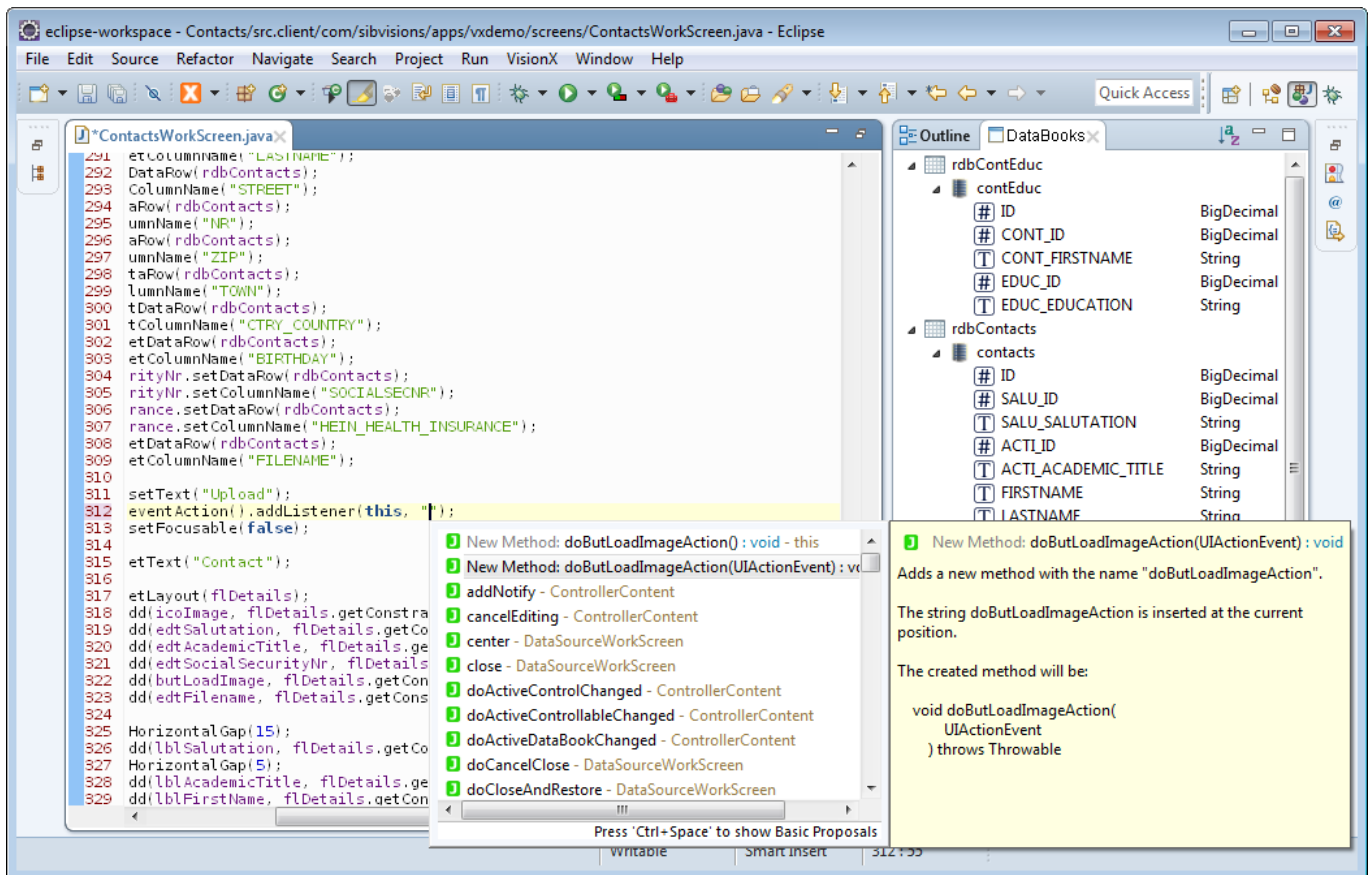 eclipse-workspace - Contacts/src.client/com/sibvisions/apps/vxdemo/screens/ContactsWorkScreen.java - Eclipse
File Edit Source Refactor Navigate Search Project Run VisionX Window Help
Quick Access
*ContactsWorkScreen.java
291 etColumnName("LASTNAME");
292 DataRow(rdbContacts);
293 ColumnName("STREET");
294 aRow(rdbContacts);
295 umnName("NR");
296 aRow(rdbContacts);
297 umnName("ZIP");
298 taRow(rdbContacts);
299 lumnName("TOWN");
300 tDataRow(rdbContacts);
301 tColumnName("CTRY_COUNTRY");
302 etDataRow(rdbContacts);
303 etColumnName("BIRTHDAY");
304 rityNr.setDataRow(rdbContacts);
305 rityNr.setColumnName("SOCIALSECNR");
306 rance.setDataRow(rdbContacts);
307 rance.setColumnName("HEIN_HEALTH_INSURANCE");
308 etDataRow(rdbContacts);
309 etColumnName("FILENAME");
310
311 setText("Upload");
312 eventAction().addListener(this, "");
313 setFocusable(false);
314
315 etText("Contact");
316
317 etLayout(flDetails);
318 dd(icoImage, flDetails.getConstra
319 dd(edtSalutation, flDetails.getCo
320 dd(edtAcademicTitle, flDetails.ge
321 dd(edtSocialSecurityNr, flDetails
322 dd(butLoadImage, flDetails.getCon
323 dd(edtFilename, flDetails.getCons
324
325 HorizontalGap(15);
326 dd(lblSalutation, flDetails.getCo
327 HorizontalGap(5);
328 dd(lblAcademicTitle, flDetails.ge
329 dd(lblFirstName, flDetails.getCon
Outline DataBooks
rdbContEduc
contEduc
# ID BigDecimal
# CONT_ID BigDecimal
T CONT_FIRSTNAME String
# EDUC_ID BigDecimal
T EDUC_EDUCATION String
rdbContacts
contacts
# ID BigDecimal
# SALU_ID BigDecimal
T SALU_SALUTATION String
# ACTI_ID BigDecimal
T ACTI_ACADEMIC_TITLE String
T FIRSTNAME String
T LASTNAME String
New Method: doButLoadImageAction() : void - this
New Method: doButLoadImageAction(UIActionEvent) : vo
addNotify - ControllerContent
cancelEditing - ControllerContent
center - DataSourceWorkScreen
close - DataSourceWorkScreen
doActiveControlChanged - ControllerContent
doActiveControllableChanged - ControllerContent
doActiveDataBookChanged - ControllerContent
doCancelClose - DataSourceWorkScreen
doCloseAndRestore - DataSourceWorkScreen
Press 'Ctrl+Space' to show Basic Proposals
New Method: doButLoadImageAction(UIActionEvent) : void
Adds a new method with the name "doButLoadImageAction".
The string doButLoadImageAction is inserted at the current
position.
The created method will be:
void doButLoadImageAction(
UIActionEvent
) throws Throwable
Writable Smart Insert 312 : 55